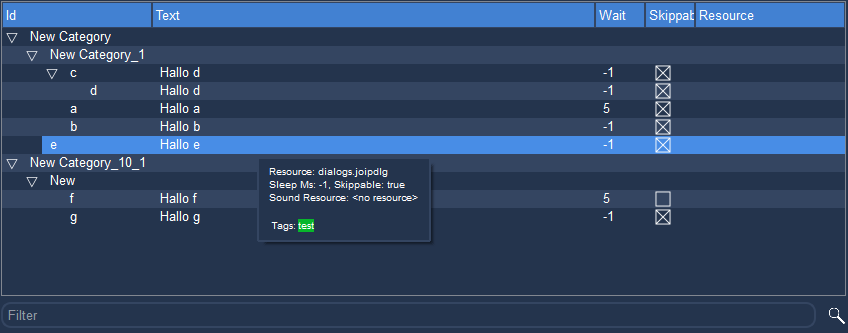 Id Text Wait Skippab Resource
New Category
New Category_1
c Hallo d -1
d Hallo d -1
a Hallo a 5
b Hallo b -1
e Hallo e -1
New Category_10_1
New
f Hallo f 5
g Hallo g -1
Resource: dialogs.joipdlg
Sleep Ms: -1, Skippable: true
Sound Resource: <no resource>
Tags: test
Filter